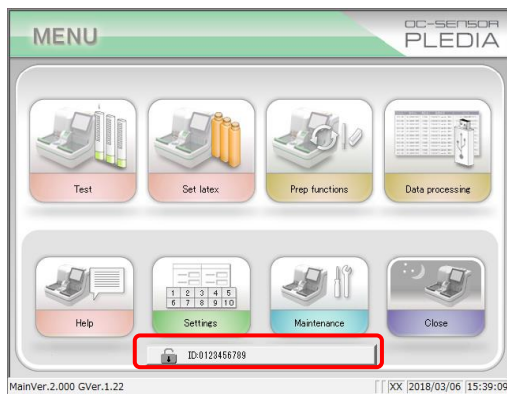 MENU
OC-SENSOR
PLEDIA
Test
Set latex
Prep functions
Data processing
1 2 3 4 5
6 7 8 9 10
Help
Settings
Maintenance
Close
ID:0123456789
MainVer.2.000 GVer.1.22
XX 2018/03/06 15:39:09